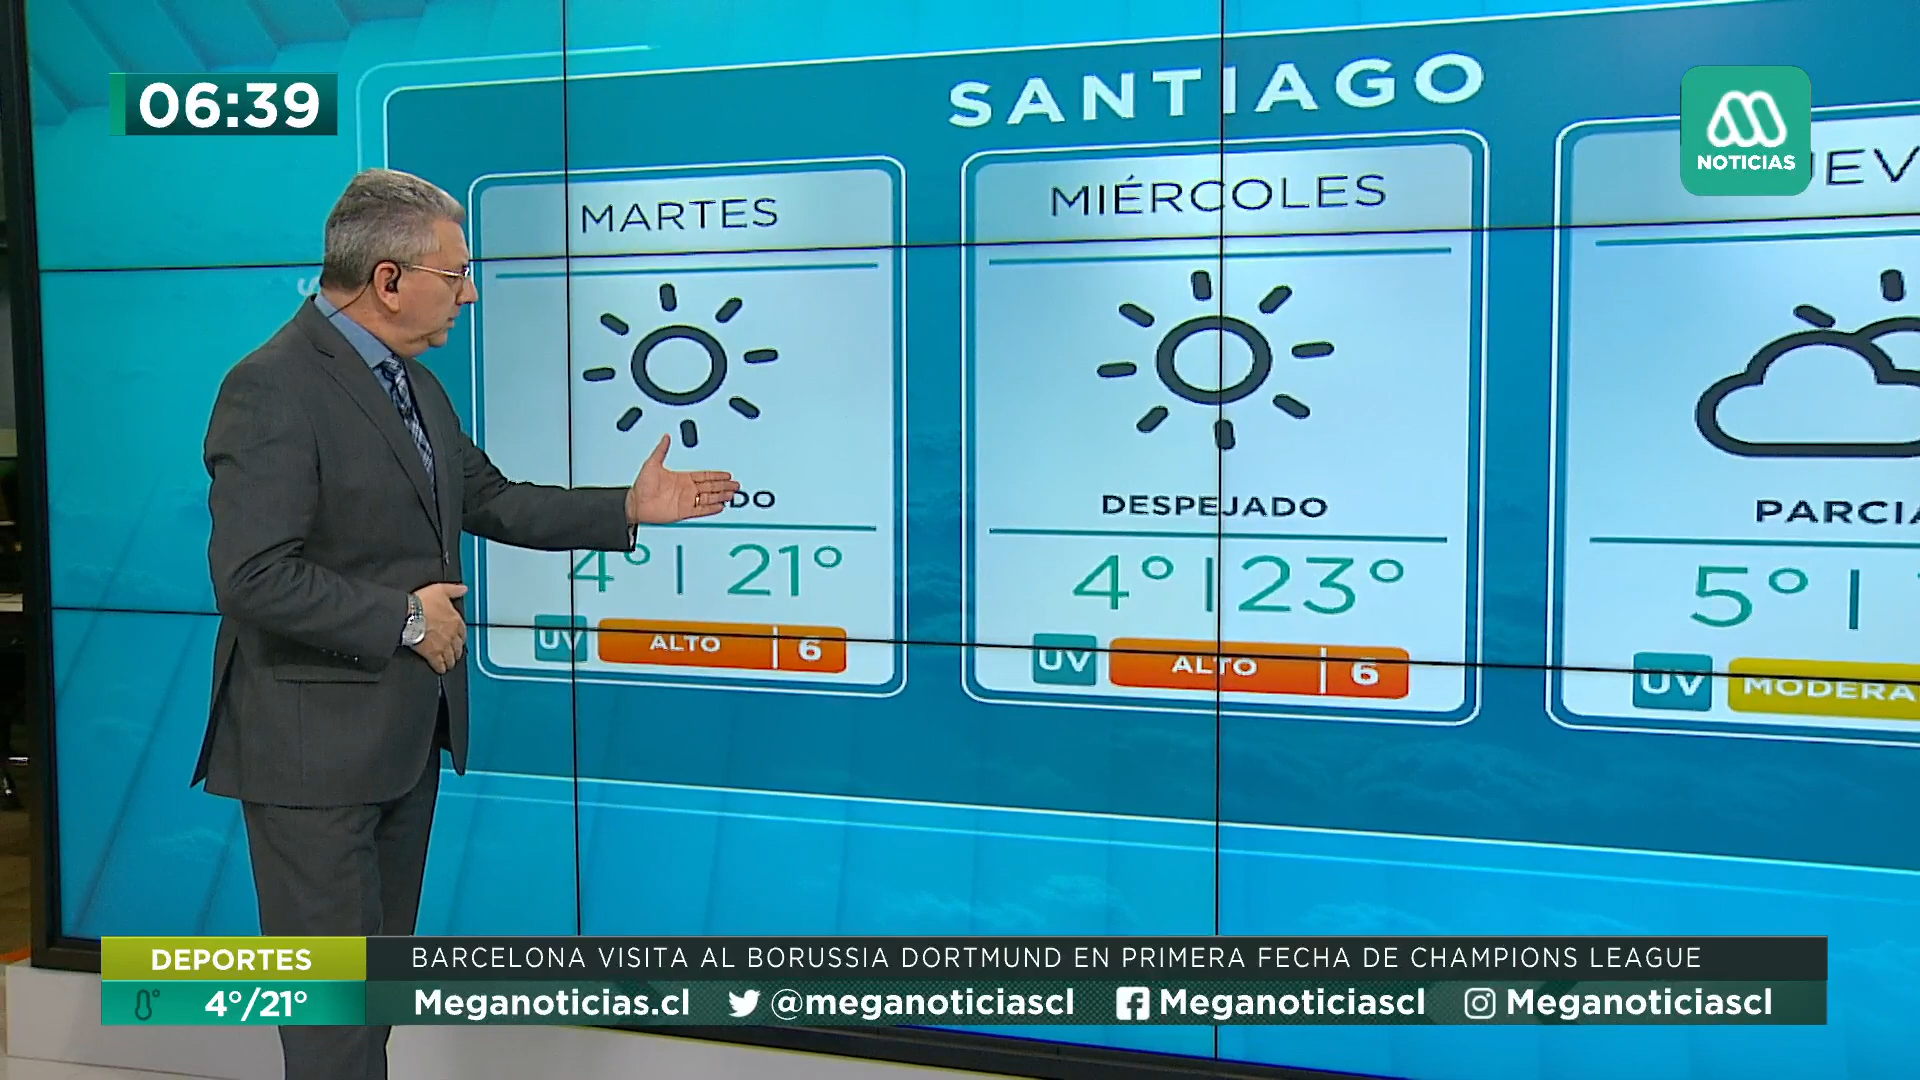 06:39
SANTIAGO
NOTICIAS
MARTES
4° | 21°
UV ALTO | 6
MIÉRCOLES
DESPEJADO
4° | 23°
UV ALTO | 6
5° |
UV
DEPORTES
BARCELONA VISITA AL BORUSSIA DORTMUND EN PRIMERA FECHA DE CHAMPIONS LEAGUE
4°/21°
Meganoticias.cl @meganoticiascl Meganoticiascl Meganoticiascl